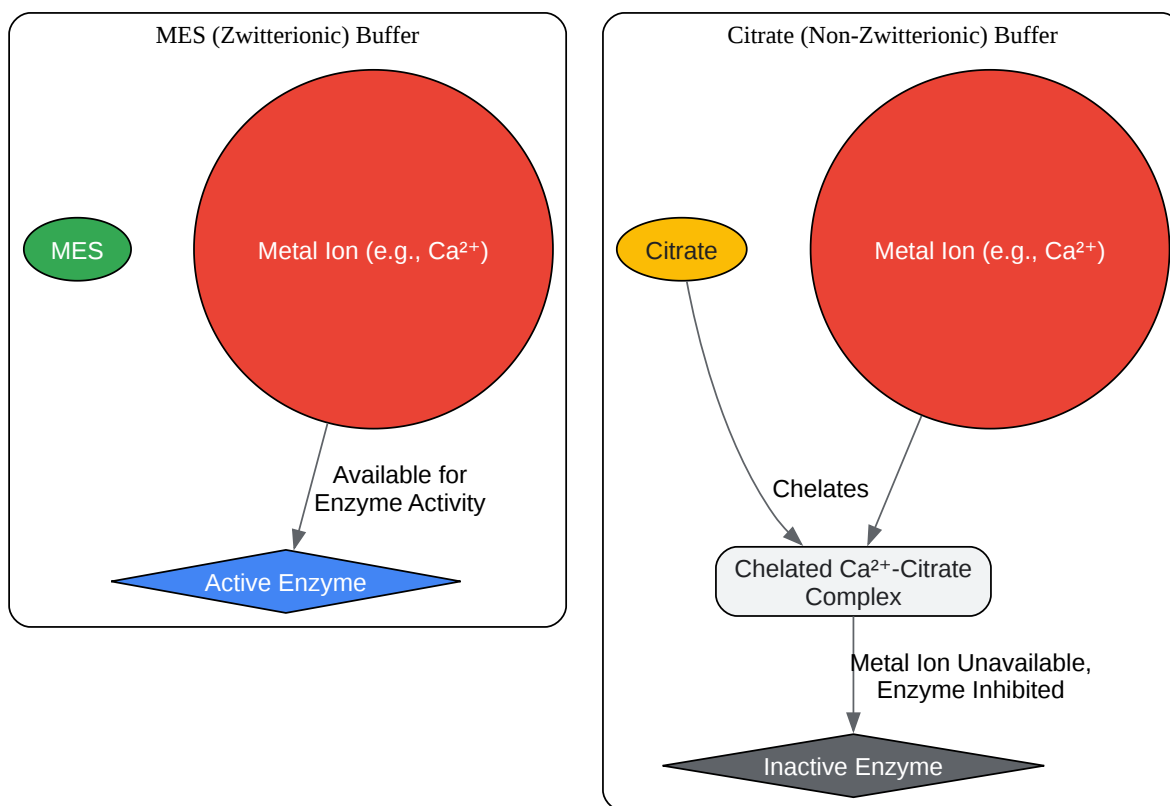 MES (Zwitterionic) Buffer
MES
Metal Ion (e.g., Ca²⁺)
Available for
Enzyme Activity
Active Enzyme
Citrate (Non-Zwitterionic) Buffer
Citrate
Metal Ion (e.g., Ca²⁺)
Chelates
Chelated Ca²⁺-Citrate
Complex
Metal Ion Unavailable,
Enzyme Inhibited
Inactive Enzyme